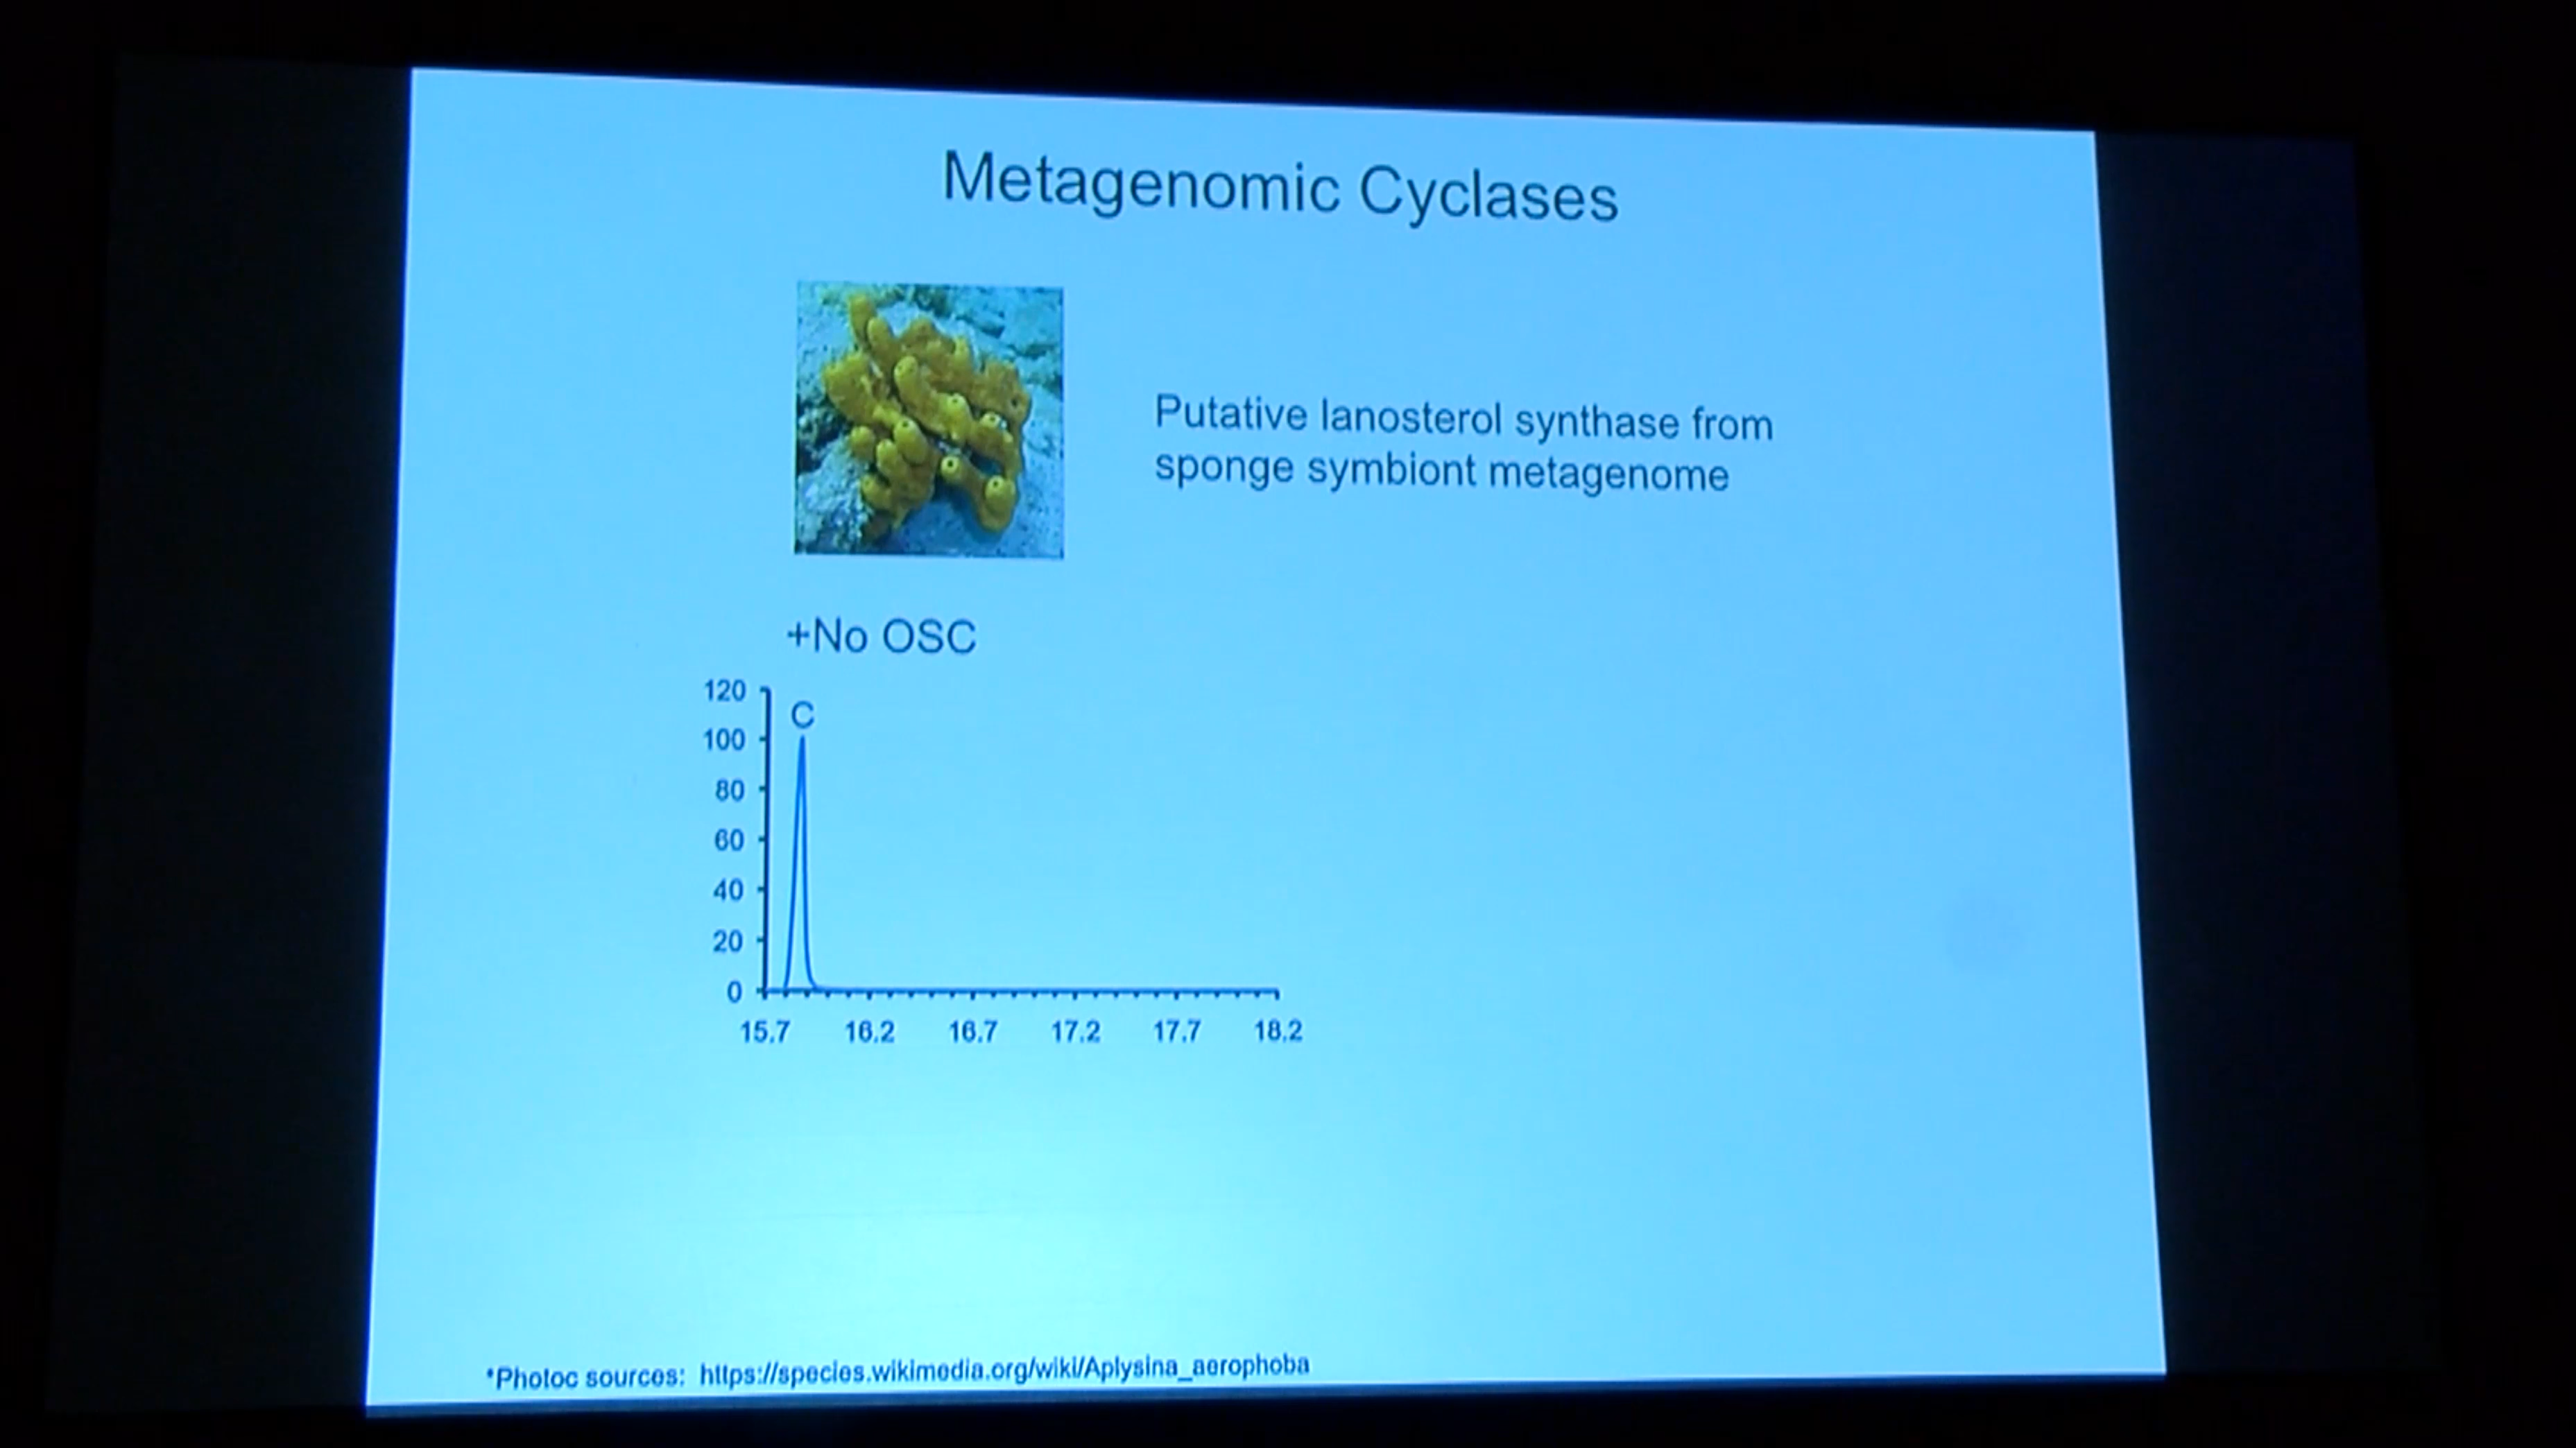 Metagenomic Cyclases
Putative lanosterol synthase from
sponge symbiont metagenome
+No OSC
120
C
100
80
60
40
20
0
15.7 16.2 16.7 17.2 17.7 18.2
*Photoc sources: https://species.wikimedia.org/wiki/Aplysina_aerophoba